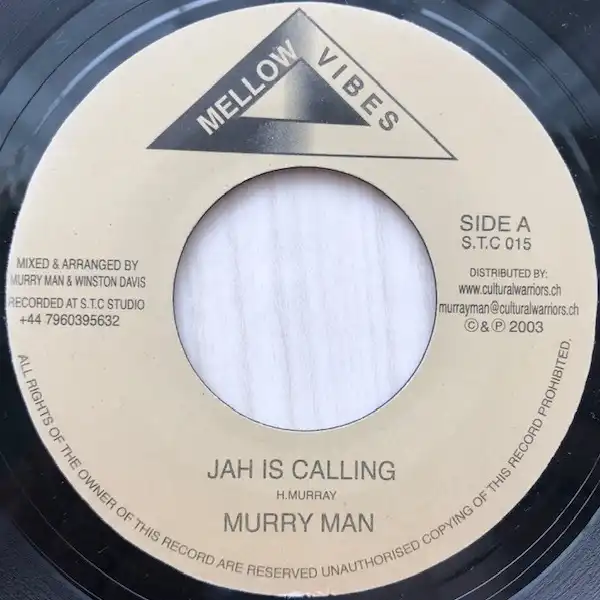 MELLOW VIBES
SIDE A
S.T.C 015
MIXED & ARRANGED BY
MURRY MAN & WINSTON DAVIS
RECORDED AT S.T.C STUDIO
+44 7960395632
DISTRIBUTED BY:
www.culturalwarriors.ch
murrayman@culturalwarriors.ch
©&℗ 2003
JAH IS CALLING
H.MURRAY
MURRY MAN
ALL RIGHTS OF THE OWNER OF THIS RECORD ARE RESERVED UNAUTHORISED COPYING OF THIS RECORD PROHIBITED.